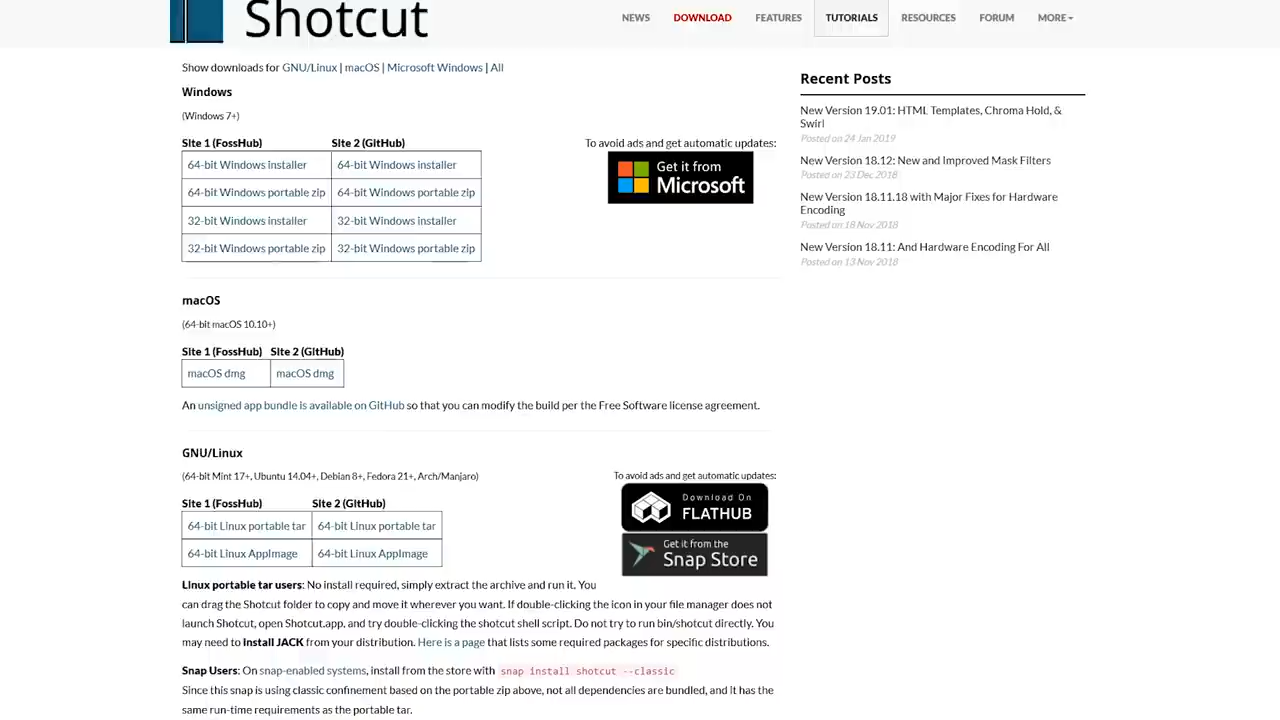 Shotcut
NEWS DOWNLOAD FEATURES TUTORIALS RESOURCES FORUM MORE
Show downloads for GNU/Linux | macOS | Microsoft Windows | All
Windows
(Windows 7+)
Site 1 (FossHub) Site 2 (GitHub)
64-bit Windows installer 64-bit Windows installer
64-bit Windows portable zip 64-bit Windows portable zip
32-bit Windows installer 32-bit Windows installer
32-bit Windows portable zip 32-bit Windows portable zip
To avoid ads and get automatic updates:
Get it from
Microsoft
macOS
(64-bit macOS 10.10+)
Site 1 (FossHub) Site 2 (GitHub)
macOS dmg macOS dmg
An unsigned app bundle is available on GitHub so that you can modify the build per the Free Software license agreement.
GNU/Linux
(64-bit Mint 17+, Ubuntu 14.04+, Debian 8+, Fedora 21+, Arch/Manjaro)
Site 1 (FossHub) Site 2 (GitHub)
64-bit Linux portable tar 64-bit Linux portable tar
64-bit Linux AppImage 64-bit Linux AppImage
To avoid ads and get automatic updates:
Download On
FLATHUB
Get it from the
Snap Store
Linux portable tar users: No install required, simply extract the archive and run it. You
can drag the Shotcut folder to copy and move it wherever you want. If double-clicking the icon in your file manager does not
launch Shotcut, open Shotcut.app, and try double-clicking the shotcut shell script. Do not try to run bin/shotcut directly. You
may need to install JACK from your distribution. Here is a page that lists some required packages for specific distributions.
Snap Users: On snap-enabled systems, install from the store with snap install shotcut --classic
Since this snap is using classic confinement based on the portable zip above, not all dependencies are bundled, and it has the
same run-time requirements as the portable tar.
Recent Posts
New Version 19.01: HTML Templates, Chroma Hold, &
Swirl
Posted on 24 Jan 2019
New Version 18.12: New and Improved Mask Filters
Posted on 23 Dec 2018
New Version 18.11.18 with Major Fixes for Hardware
Encoding
Posted on 18 Nov 2018
New Version 18.11: And Hardware Encoding For All
Posted on 13 Nov 2018